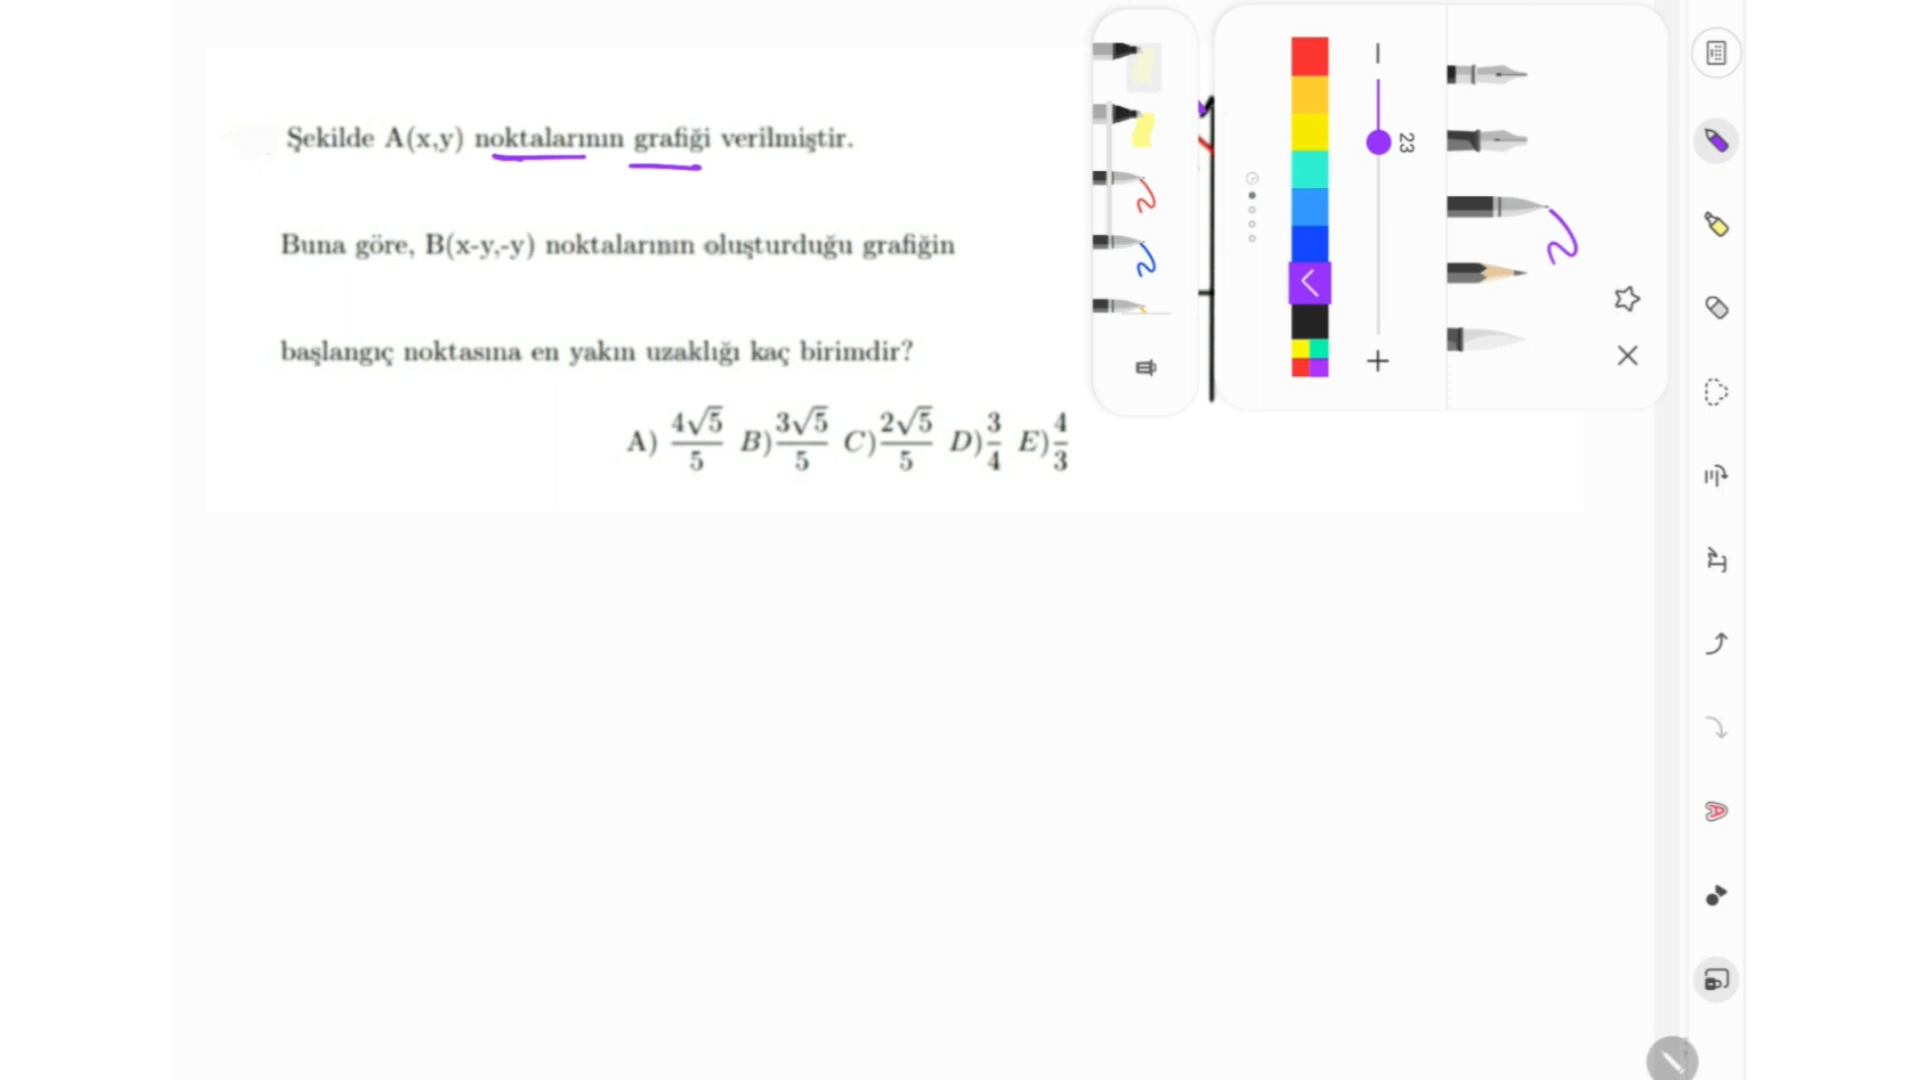 Şekilde A(x,y) noktalarının grafiği verilmiştir.
Buna göre, B(x-y,-y) noktalarının oluşturduğu grafiğin
başlangıç noktasına en yakın uzaklığı kaç birimdir?
A) 4√5/5 B) 3√5/5 C) 2√5/5 D) 3/4 E) 4/3
23